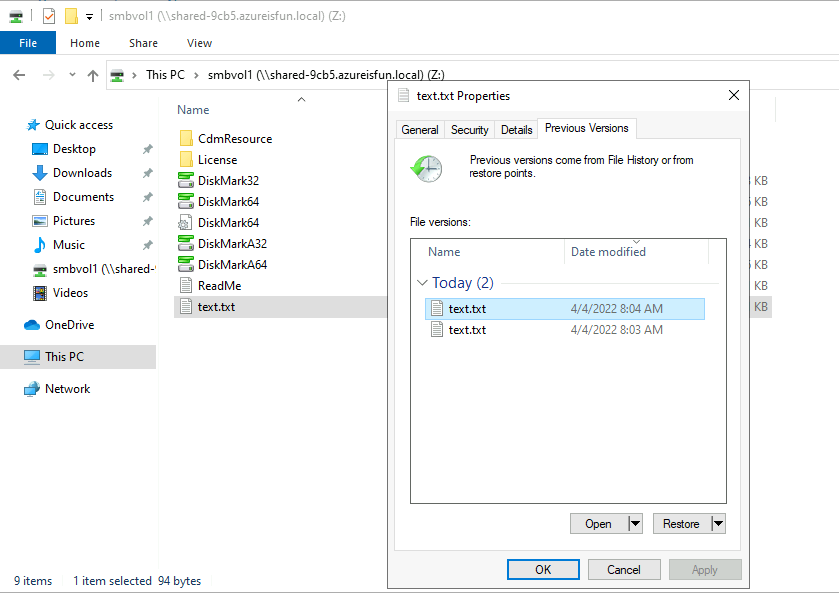 smbvol1 (\\shared-9cb5.azureisfun.local) (Z:)
File Home Share View
This PC > smbvol1 (\\shared-9cb5.azureisfun.local) (Z:)
Quick access
Desktop
Downloads
Documents
Pictures
Music
smbvol1 (\\shared-
Videos
OneDrive
This PC
Network
Name
CdmResource
License
DiskMark32
DiskMark64
DiskMark64
DiskMarkA32
DiskMarkA64
ReadMe
text.txt
KB
KB
KB
KB
KB
KB
KB
text.txt Properties
General Security Details Previous Versions
Previous versions come from File History or from
restore points.
File versions:
Name Date modified
Today (2)
text.txt 4/4/2022 8:04 AM
text.txt 4/4/2022 8:03 AM
Open Restore
OK Cancel Apply
9 items 1 item selected 94 bytes